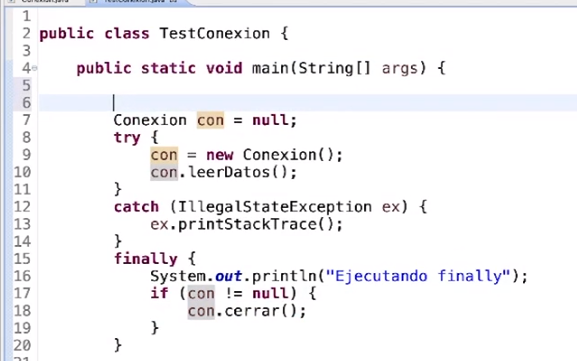 Conexion.java TestConexion.java
1
2 public class TestConexion {
3
4 public static void main(String[] args) {
5
6
7 Conexion con = null;
8 try {
9 con = new Conexion();
10 con.leerDatos();
11 }
12 catch (IllegalStateException ex) {
13 ex.printStackTrace();
14 }
15 finally {
16 System.out.println("Ejecutando finally");
17 if (con != null) {
18 con.cerrar();
19 }
20 }
21